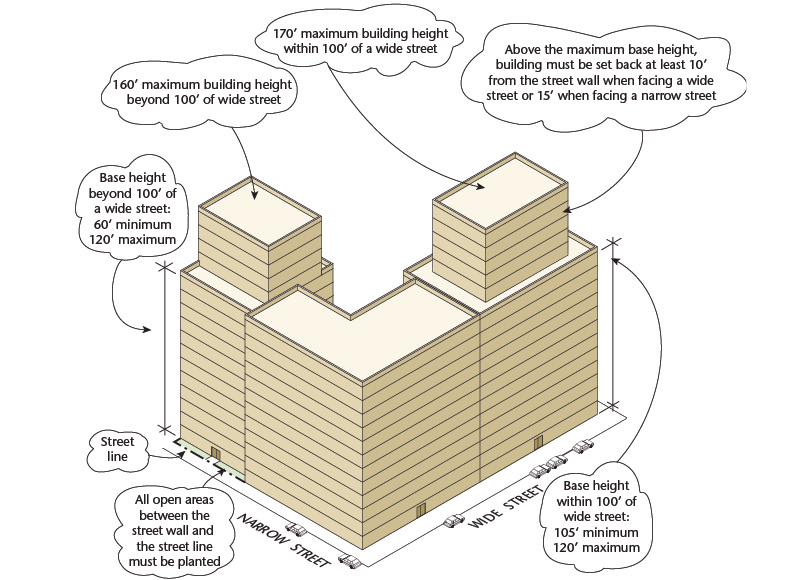 170’ maximum building height
within 100’ of a wide street
Above the maximum base height,
building must be set back at least 10’
from the street wall when facing a wide
street or 15’ when facing a narrow street
160’ maximum building height
beyond 100’ of wide street
Base height
beyond 100’ of
a wide street:
60’ minimum
120’ maximum
Street
line
All open areas
between the
street wall and
the street line
must be planted
NARROW STREET
WIDE STREET
Base height
within 100’ of
wide street:
105’ minimum
120’ maximum